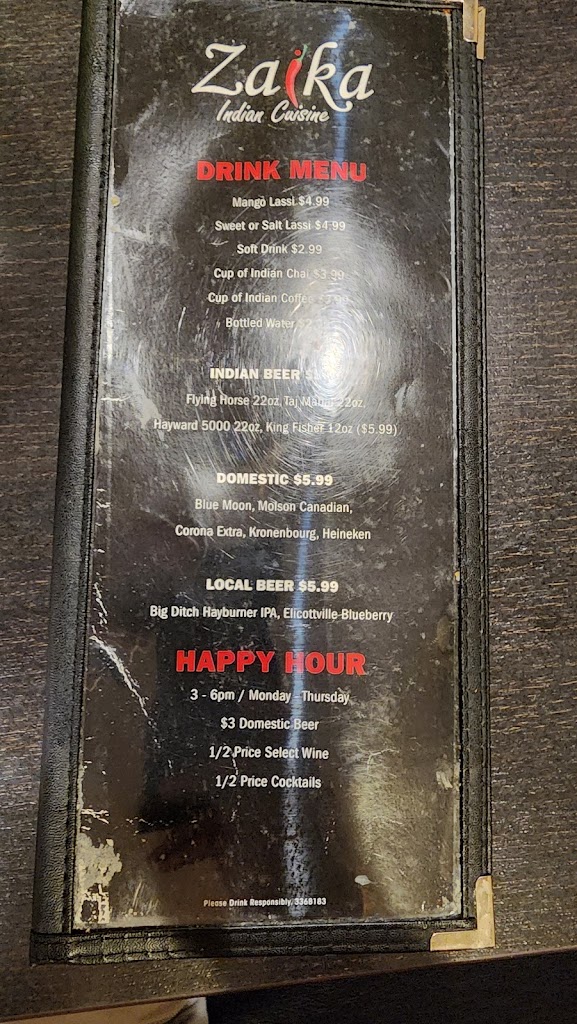 Zaika
Indian Cuisine
DRINK MENU
Mango Lassi $4.99
Sweet or Salt Lassi $4.99
Soft Drink $2.99
Cup of Indian Chai $3.99
Cup of Indian Coffee
Bottled Water
INDIAN BEER
Flying Horse 22oz, Taj Mahal 22oz,
Hayward 5000 22oz, King Fisher 12oz ($5.99)
DOMESTIC $5.99
Blue Moon, Molson Canadian,
Corona Extra, Kronenbourg, Heineken
LOCAL BEER $5.99
Big Ditch Hayburner IPA, Elicottville Blueberry
HAPPY HOUR
3 - 6pm / Monday - Thursday
$3 Domestic Beer
1/2 Price Select Wine
1/2 Price Cocktails
Please Drink Responsibly. 3368183